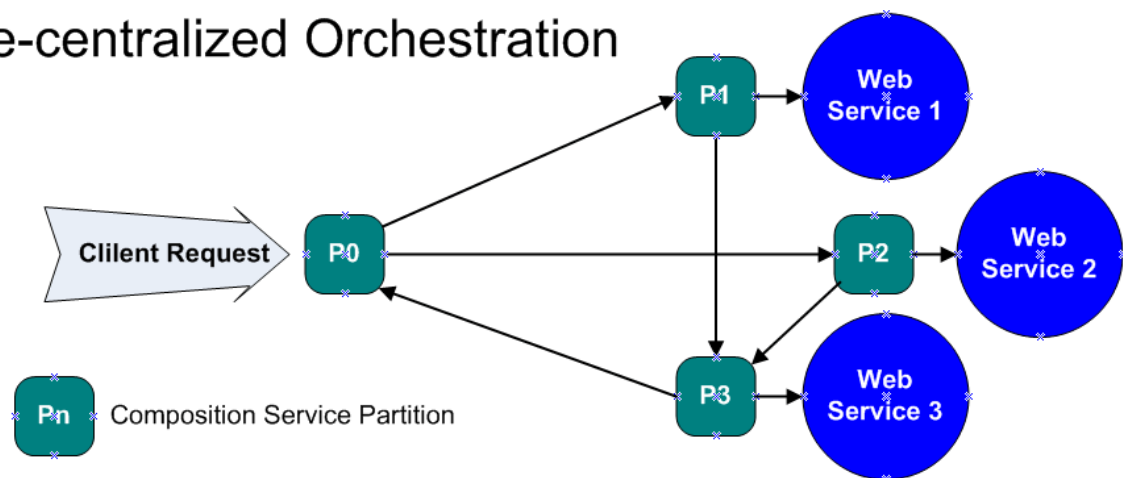 e-centralized Orchestration
P1
Web
Service 1
Clilent Request
P0
P2
Web
Service 2
P3
Web
Service 3
Pn
Composition Service Partition